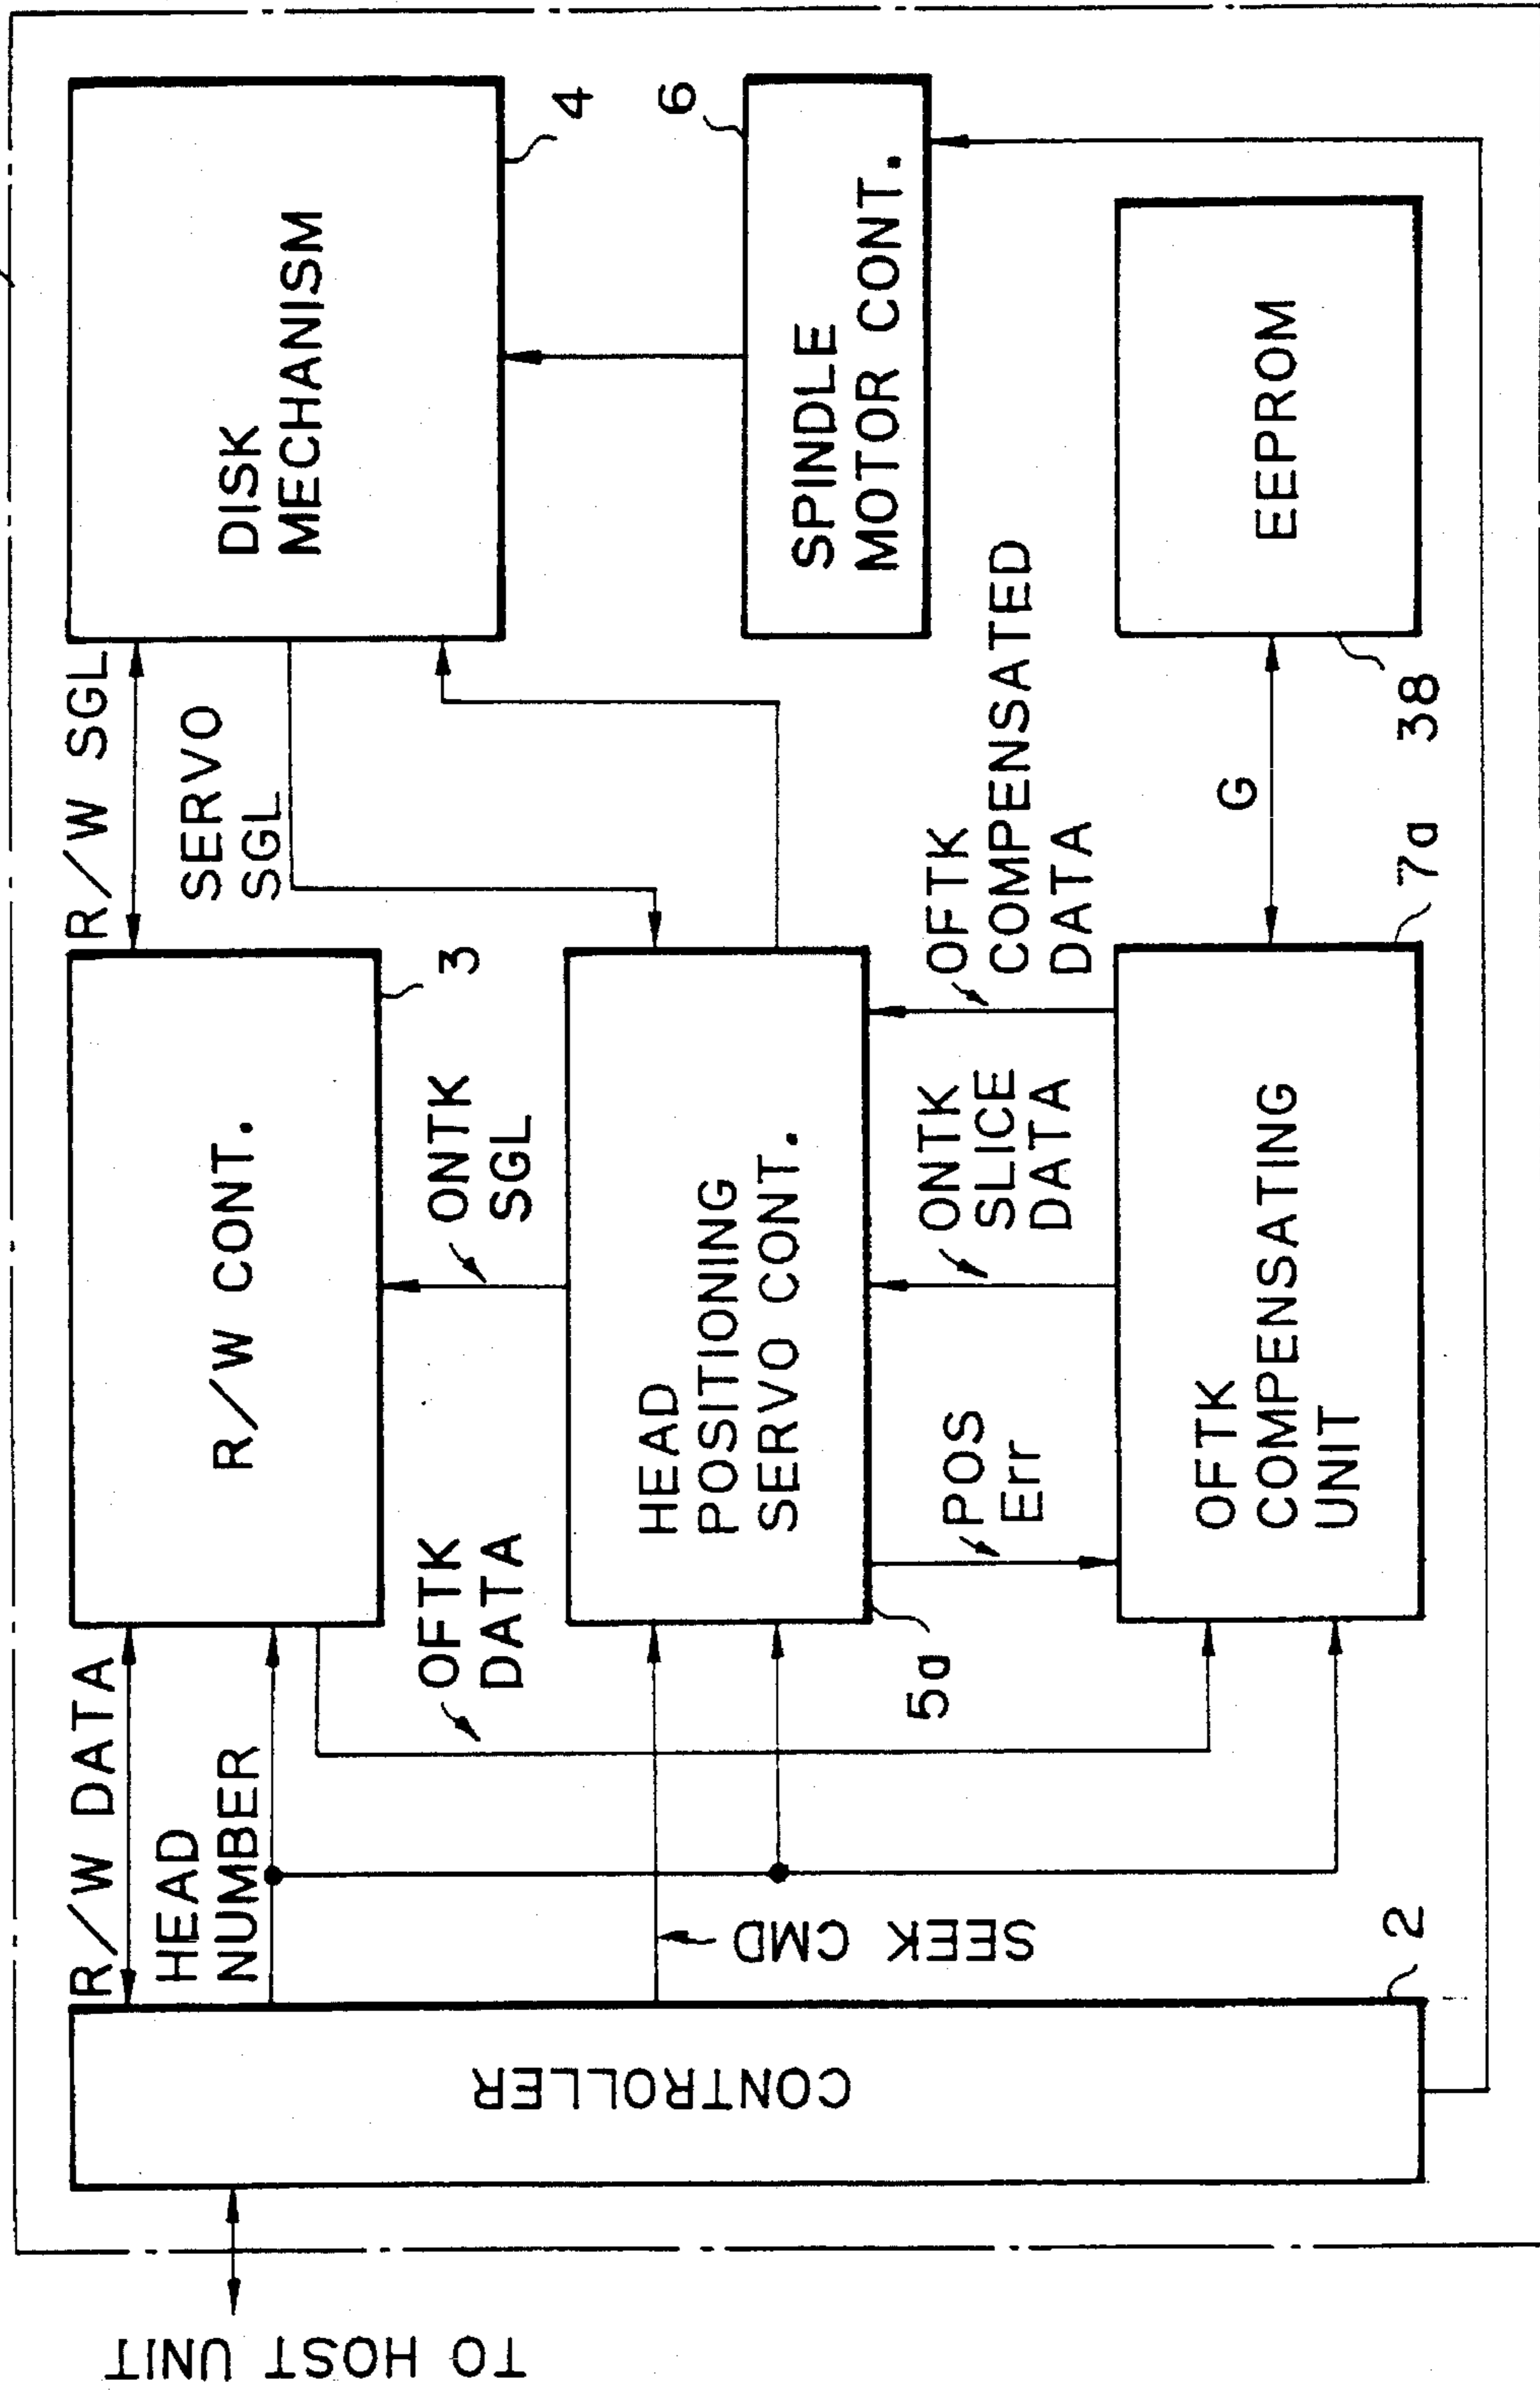 TO HOST UNIT
CONTROLLER
2
R/W DATA
HEAD
NUMBER
SEEK CMD
OFTK
DATA
R/W CONT.
3
ONTK
SGL
HEAD
POSITIONING
SERVO CONT.
5a
POS
Err
ONTK
SLICE
DATA
OFTK
COMPENSATED
DATA
OFTK
COMPENSATING
UNIT
7a
G
R/W SGL
SERVO
SGL
DISK
MECHANISM
4
6
SPINDLE
MOTOR CONT.
EEPROM
38